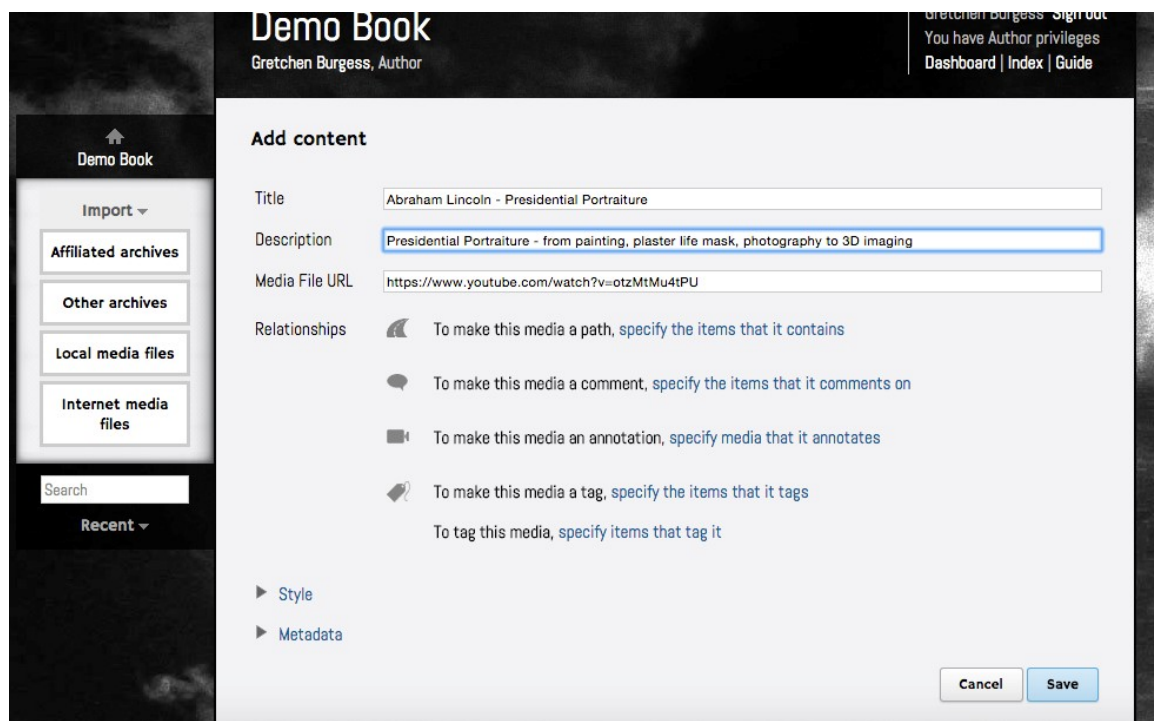 Demo Book
Gretchen Burgess, Author
Gretchen Burgess Sign out
You have Author privileges
Dashboard | Index | Guide
Demo Book
Import
Affiliated archives
Other archives
Local media files
Internet media
files
Search
Recent
Add content
Title
Abraham Lincoln - Presidential Portraiture
Description
Presidential Portraiture - from painting, plaster life mask, photography to 3D imaging
Media File URL
https://www.youtube.com/watch?v=otzMtMu4tPU
Relationships
To make this media a path, specify the items that it contains
To make this media a comment, specify the items that it comments on
To make this media an annotation, specify media that it annotates
To make this media a tag, specify the items that it tags
To tag this media, specify items that tag it
Style
Metadata
Cancel
Save